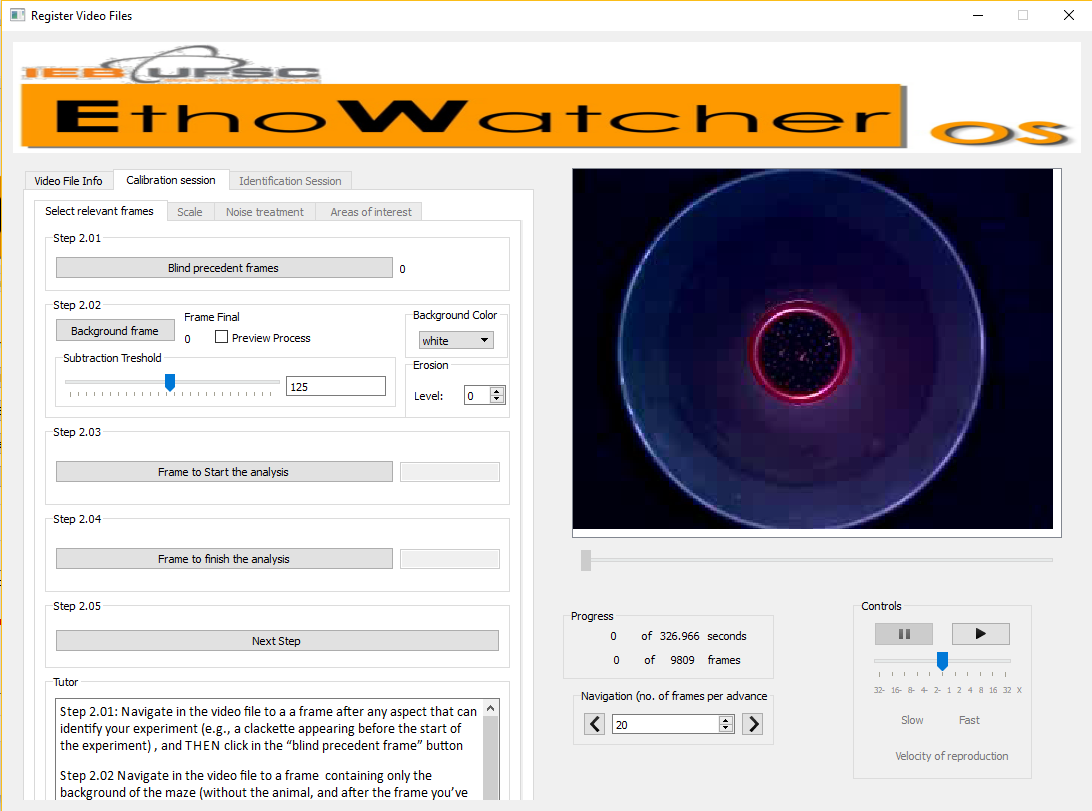 Register Video Files
IEB UFSC
EthoWatcher
OS
Video File Info
Calibration session
Identification Session
Select relevant frames
Scale
Noise treatment
Areas of interest
Step 2.01
Blind precedent frames
0
Step 2.02
Background frame
Frame Final
0
Preview Process
Background Color
white
Subtraction Treshold
125
Erosion
Level:
0
Step 2.03
Frame to Start the analysis
Step 2.04
Frame to finish the analysis
Step 2.05
Next Step
Tutor
Step 2.01: Navigate in the video file to a a frame after any aspect that can
identify your experiment (e.g., a clackette appearing before the start of
the experiment) , and THEN click in the “blind precedent frame” button
Step 2.02 Navigate in the video file to a frame containing only the
background of the maze (without the animal, and after the frame you've
Progress
0 of 326.966 seconds
0 of 9809 frames
Navigation (no. of frames per advance
20
Controls
32- 16- 8- 4- 2- 1 2 4 8 16 32 X
Slow
Fast
Velocity of reproduction